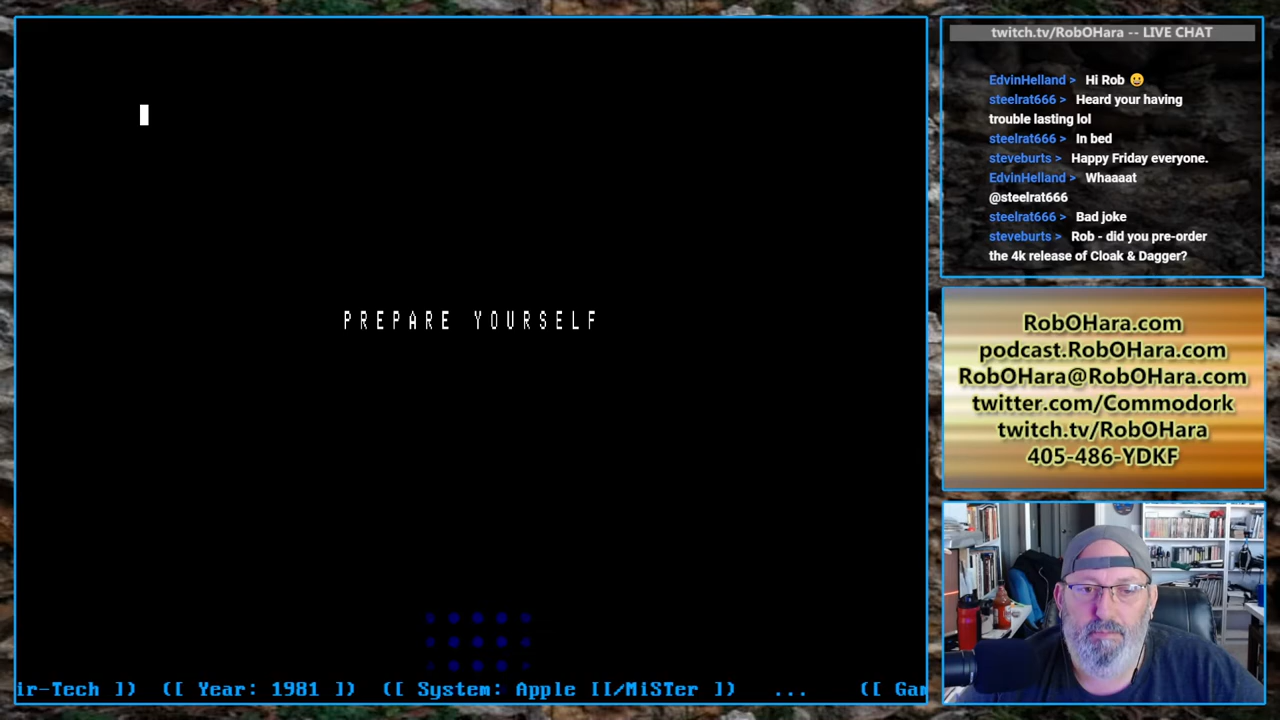 PREPARE YOURSELF
ir-Tech ]) ([ Year: 1981 ]) ([ System: Apple ][/MiSTer ]) ... ([ Gar
twitch.tv/RobOHara -- LIVE CHAT
EdvinHelland > Hi Rob 😀
steelrat666 > Heard your having
trouble lasting lol
steelrat666 > In bed
steveburts > Happy Friday everyone.
EdvinHelland > Whaaaat
@steelrat666
steelrat666 > Bad joke
steveburts > Rob - did you pre-order
the 4k release of Cloak & Dagger?
RobOHara.com
podcast.RobOHara.com
RobOHara@RobOHara.com
twitter.com/Commodork
twitch.tv/RobOHara
405-486-YDKF